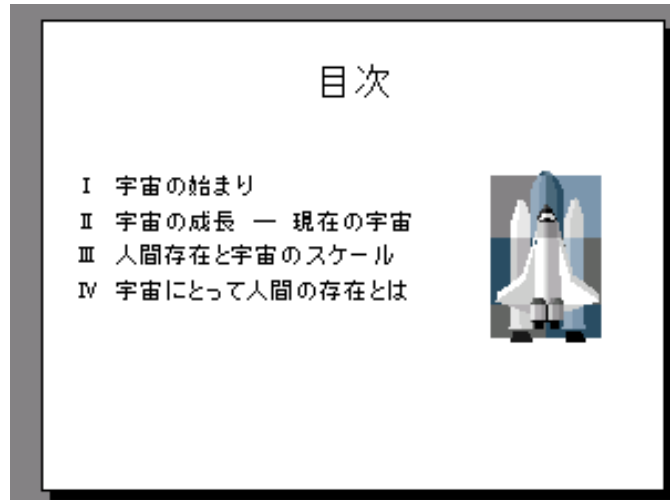 目次
Ⅰ 宇宙の始まり
Ⅱ 宇宙の成長 ― 現在の宇宙
Ⅲ 人間存在と宇宙のスケール
Ⅳ 宇宙にとって人間の存在とは